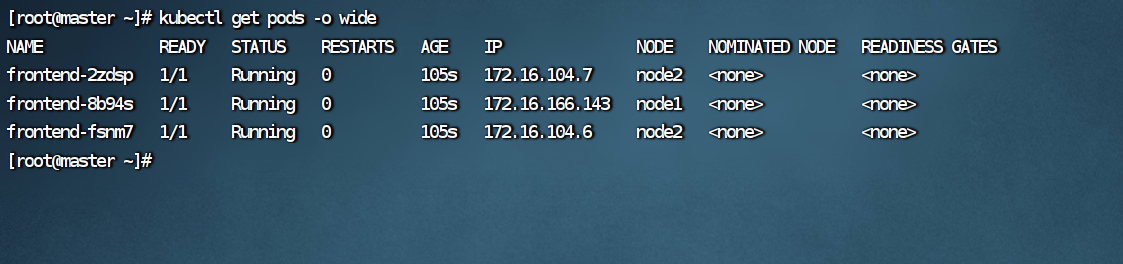 [root@master ~]# kubectl get pods -o wide
NAME READY STATUS RESTARTS AGE IP NODE NOMINATED NODE READINESS GATES
frontend-2zdsp 1/1 Running 0 105s 172.16.104.7 node2 <none> <none>
frontend-8b94s 1/1 Running 0 105s 172.16.166.143 node1 <none> <none>
frontend-fsnm7 1/1 Running 0 105s 172.16.104.6 node2 <none> <none>
[root@master ~]#